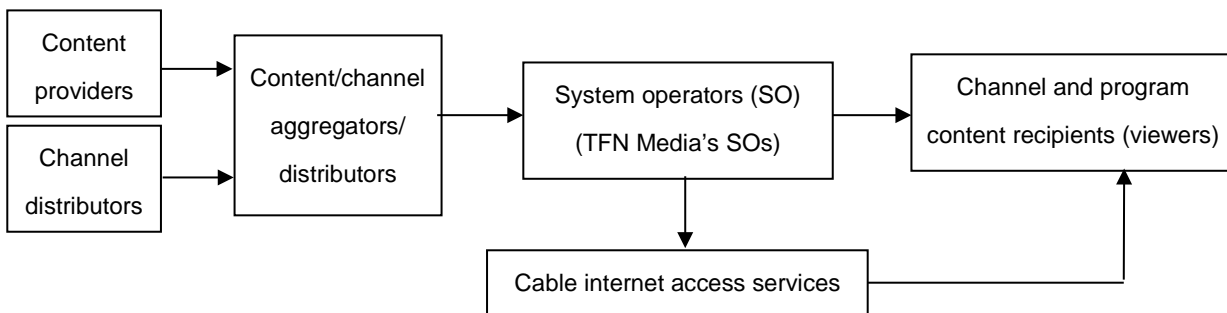 Content
providers
Channel
distributors
Content/channel
aggregators/
distributors
System operators (SO)
(TFN Media's SOs)
Channel and program
content recipients (viewers)
Cable internet access services